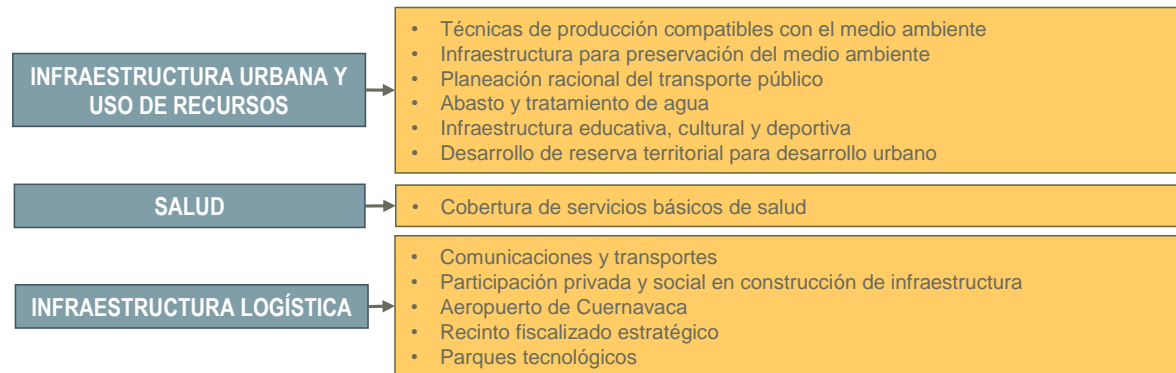 INFRAESTRUCTURA URBANA Y
USO DE RECURSOS
• Técnicas de producción compatibles con el medio ambiente
• Infraestructura para preservación del medio ambiente
• Planeación racional del transporte público
• Abasto y tratamiento de agua
• Infraestructura educativa, cultural y deportiva
• Desarrollo de reserva territorial para desarrollo urbano
SALUD
• Cobertura de servicios básicos de salud
INFRAESTRUCTURA LOGÍSTICA
• Comunicaciones y transportes
• Participación privada y social en construcción de infraestructura
• Aeropuerto de Cuernavaca
• Recinto fiscalizado estratégico
• Parques tecnológicos